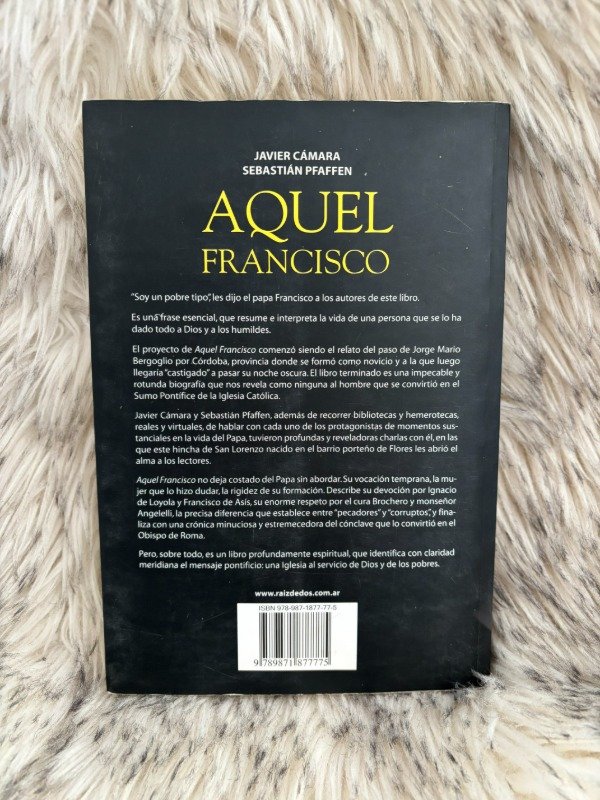 JAVIER CÁMARA
SEBASTIÁN PFAFFEN
AQUEL
FRANCISCO
"Soy un pobre tipo", les dijo el papa Francisco a los autores de este libro.
Es una frase esencial, que resume e interpreta la vida de una persona que se lo ha
dado todo a Dios y a los humildes.
El proyecto de Aquel Francisco comenzó siendo el relato del paso de Jorge Mario
Bergoglio por Córdoba, provincia donde se formó como novicio y a la que luego
llegaría "castigado" a pasar su noche oscura. El libro terminado es una impecable y
rotunda biografía que nos revela como ninguna al hombre que se convirtió en el
Sumo Pontífice de la Iglesia Católica.
Javier Cámara y Sebastián Pfaffen, además de recorrer bibliotecas y hemerotecas,
reales y virtuales, de hablar con cada uno de los protagonistas de momentos sus-
tanciales en la vida del Papa, tuvieron profundas y reveladoras charlas con él, en las
que este hincha de San Lorenzo nacido en el barrio porteño de Flores les abrió el
alma a los lectores.
Aquel Francisco no deja costado del Papa sin abordar. Su vocación temprana, la mu-
jer que lo hizo dudar, la rigidez de su formación. Describe su devoción por Ignacio
de Loyola y Francisco de Asís, su enorme respeto por el cura Brochero y monseñor
Angelelli, la precisa diferencia que establece entre "pecadores" y "corruptos", y fina-
liza con una crónica minuciosa y estremecedora del cónclave que lo convirtió en el
Obispo de Roma.
Pero, sobre todo, es un libro profundamente espiritual, que identifica con claridad
meridiana el mensaje pontificio: una Iglesia al servicio de Dios y de los pobres.
www.raizdedos.com.ar
ISBN 978-987-1877-77-5
9 789871 877775